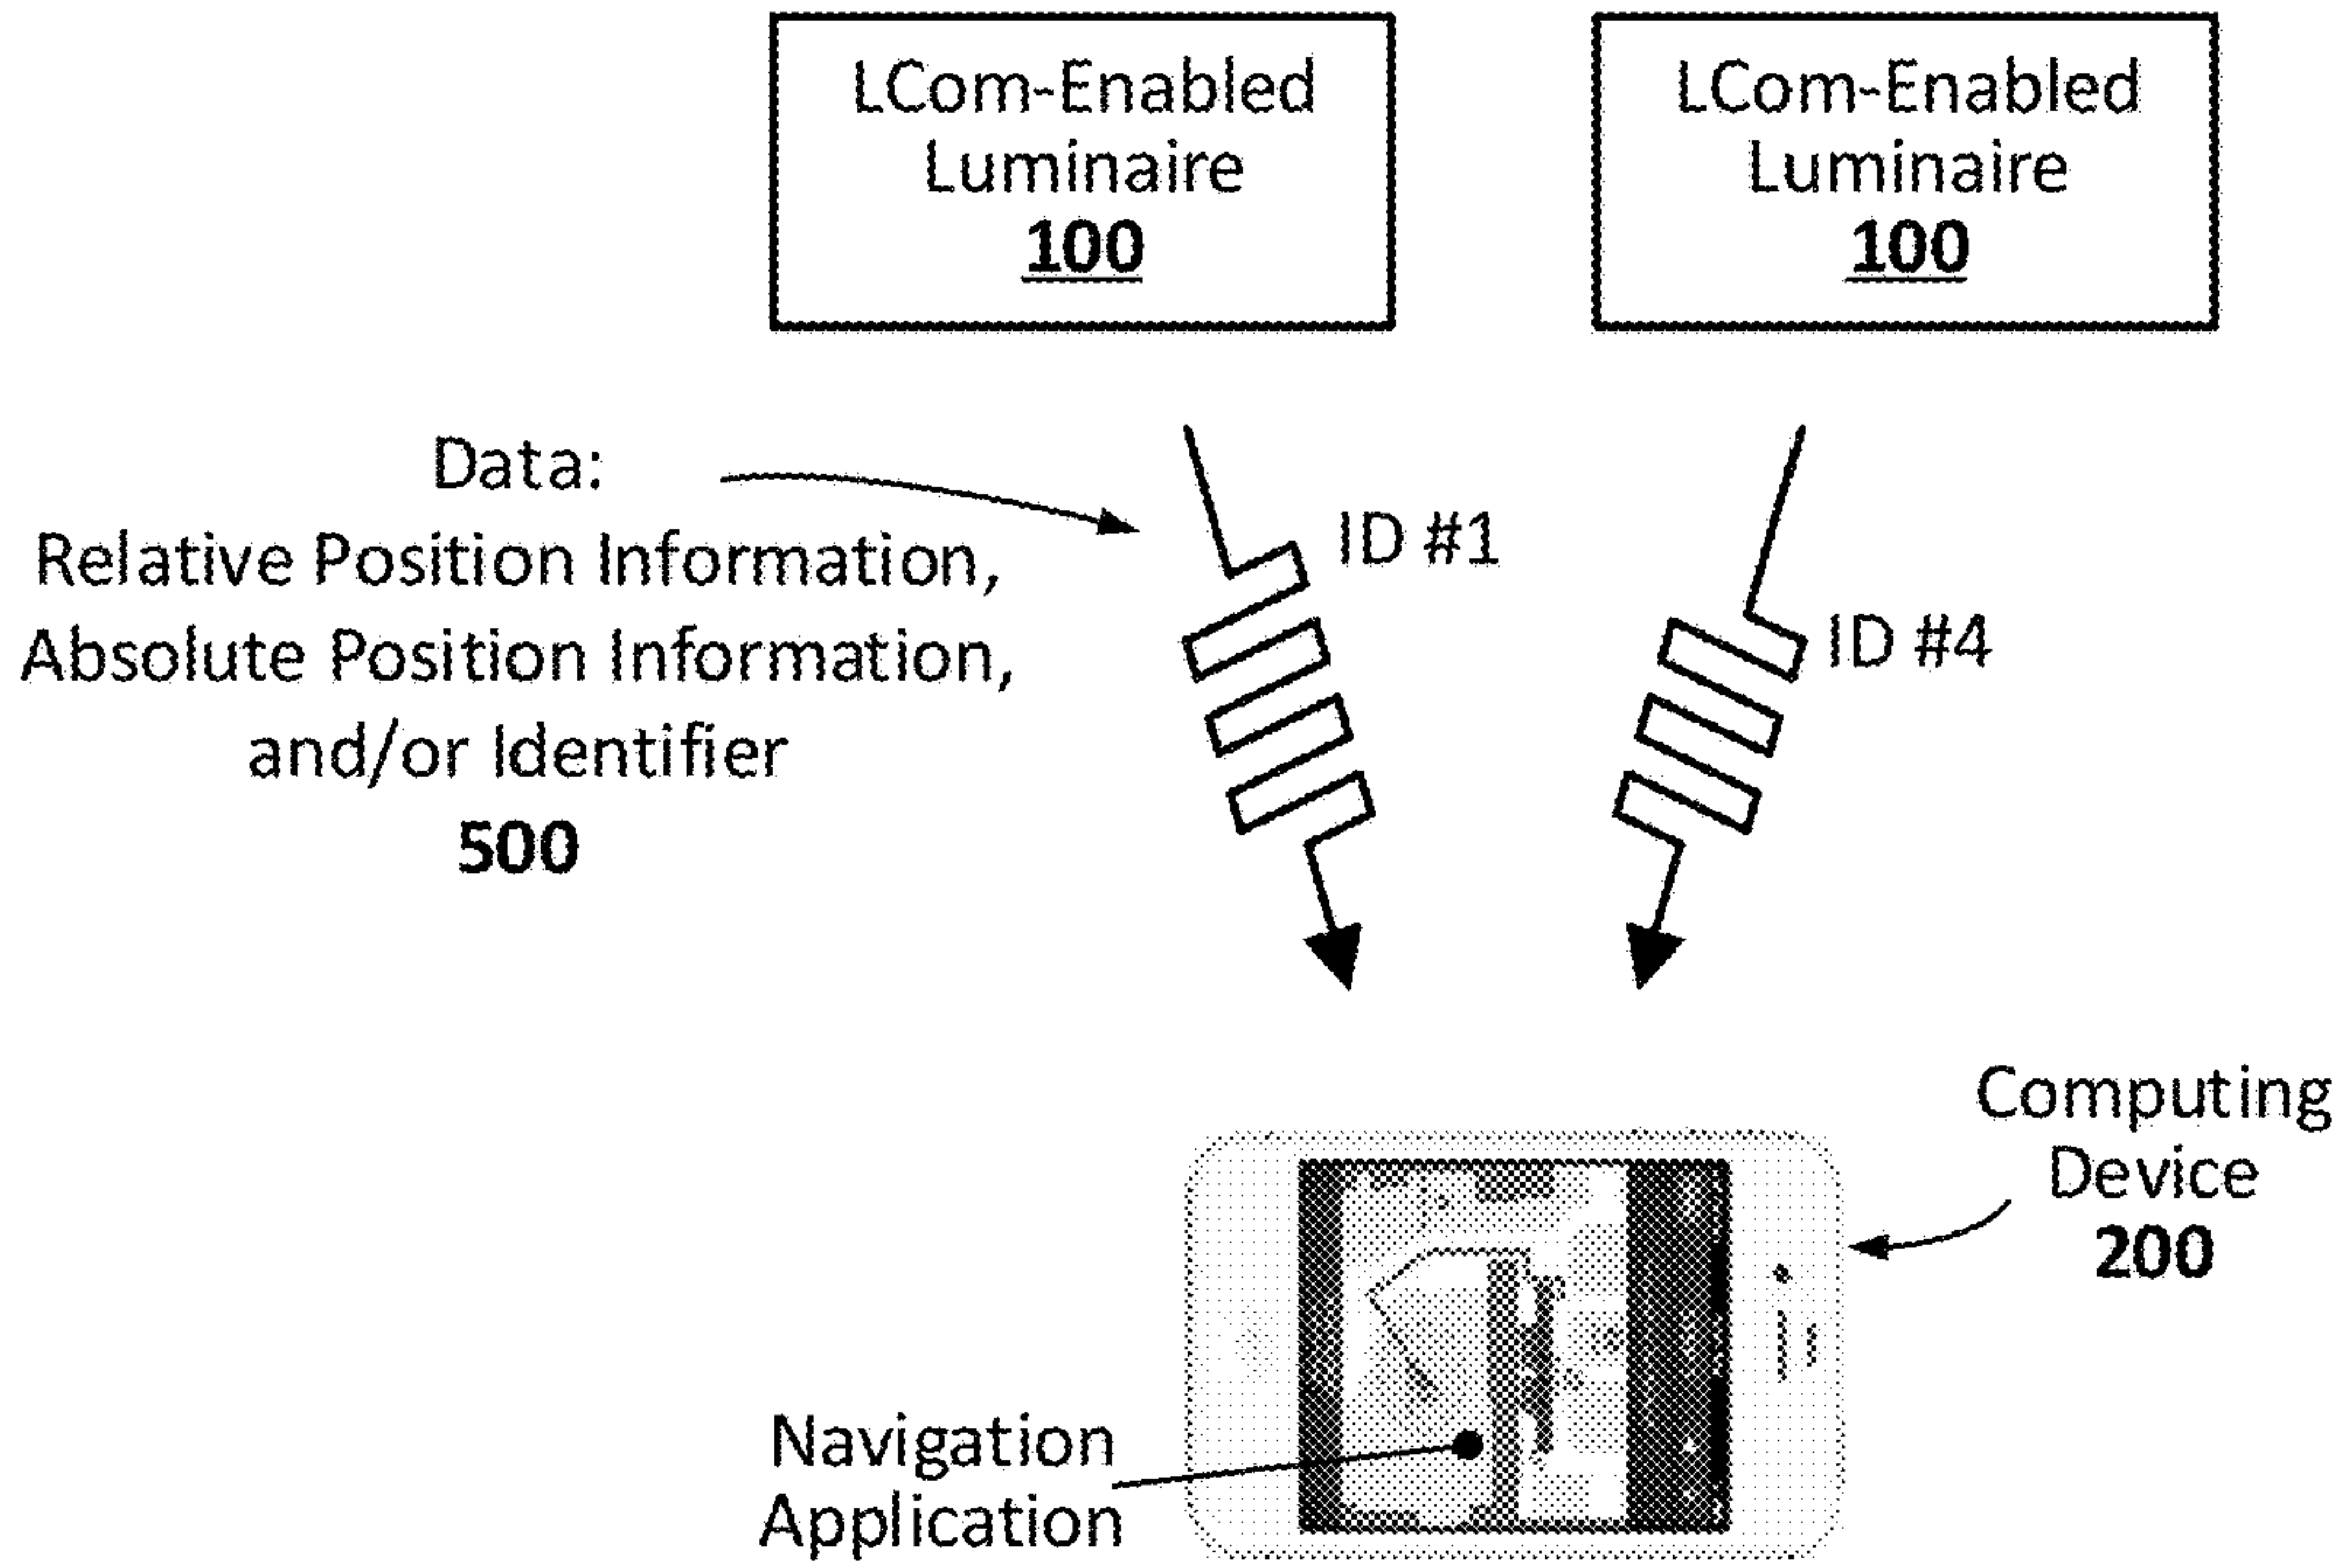 LCom-Enabled
Luminaire
100
LCom-Enabled
Luminaire
100
Data:
Relative Position Information,
Absolute Position Information,
and/or Identifier
500
ID #1
ID #4
Computing
Device
200
Navigation
Application